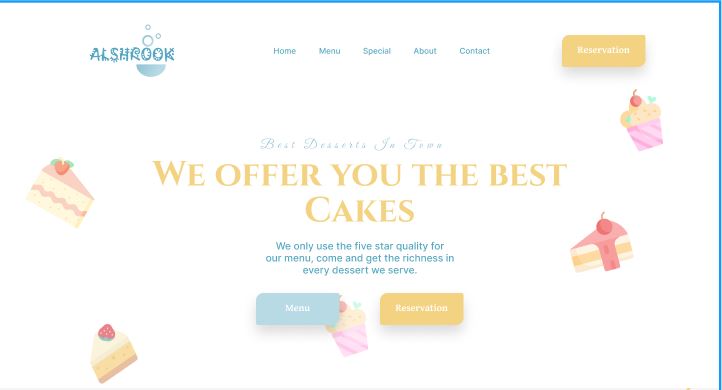 ALSHROOK
Home Menu Special About Contact
Reservation
Best Desserts In Town
We offer you the best
Cakes
We only use the five star quality for
our menu, come and get the richness in
every dessert we serve.
Menu Reservation